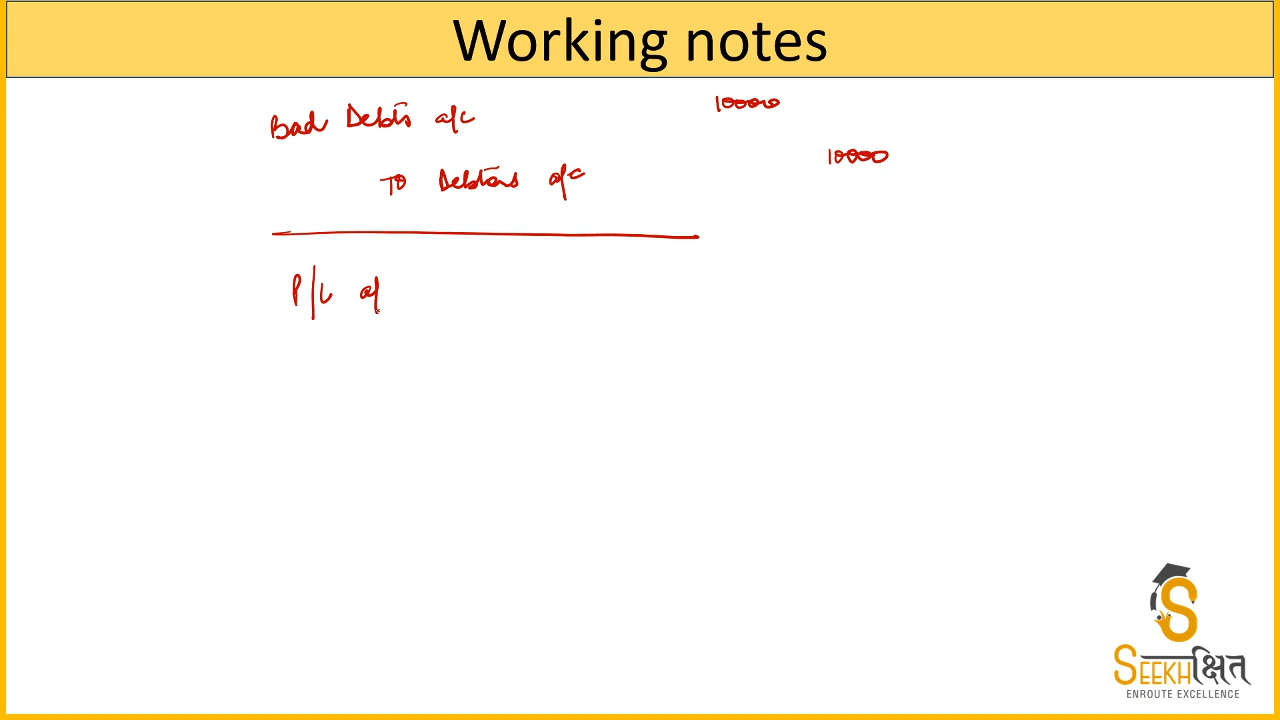 Working notes
Bad Debts a/c 10000
To Debtors a/c 10000
P/L a/
SEEKHक्षित
ENROUTE EXCELLENCE